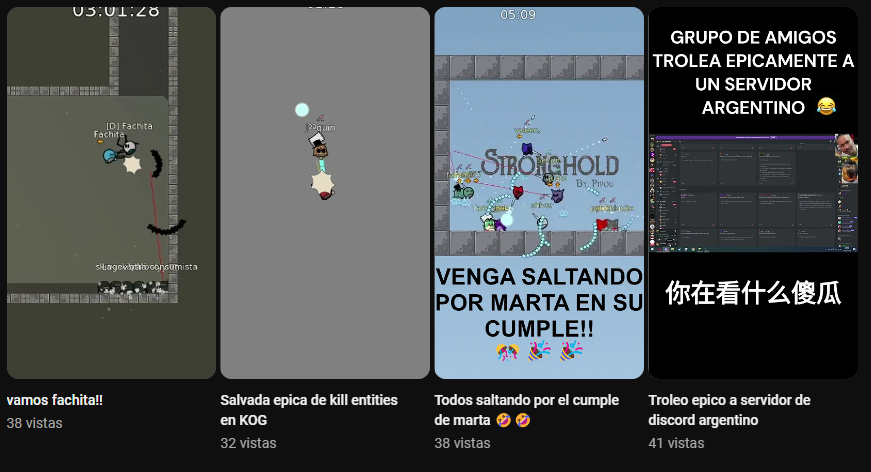 03:01:28
[D] Fachita
Fachita
vamos fachita!!
38 vistas
Salvada epica de kill entities
en KOG
32 vistas
05:09
STRONGHOLD
BY PIPOU
VENGA SALTANDO
POR MARTA EN SU
CUMPLE!!
🎊 🎉 🎉
Todos saltando por el cumple
de marta 🤣 🤣
38 vistas
GRUPO DE AMIGOS
TROLEA EPICAMENTE A
UN SERVIDOR
ARGENTINO 😂
你在看什么傻瓜
Troleo epico a servidor de
discord argentino
41 vistas